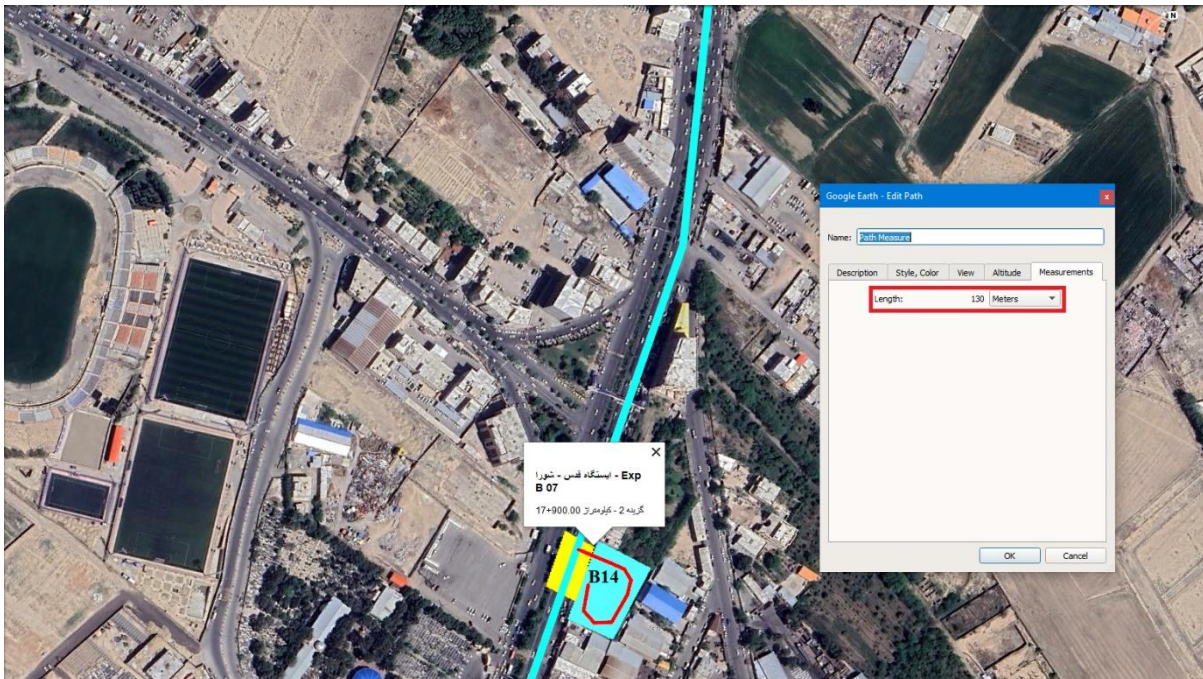 N
Google Earth - Edit Path
x
Name: Path Measure
Description Style, Color View Altitude Measurements
Length: 130 Meters
OK Cancel
Exp - ایستگاه قدس - شورا
B 07
گزینه 2 - کیلومتراژ 17+900.00
B14